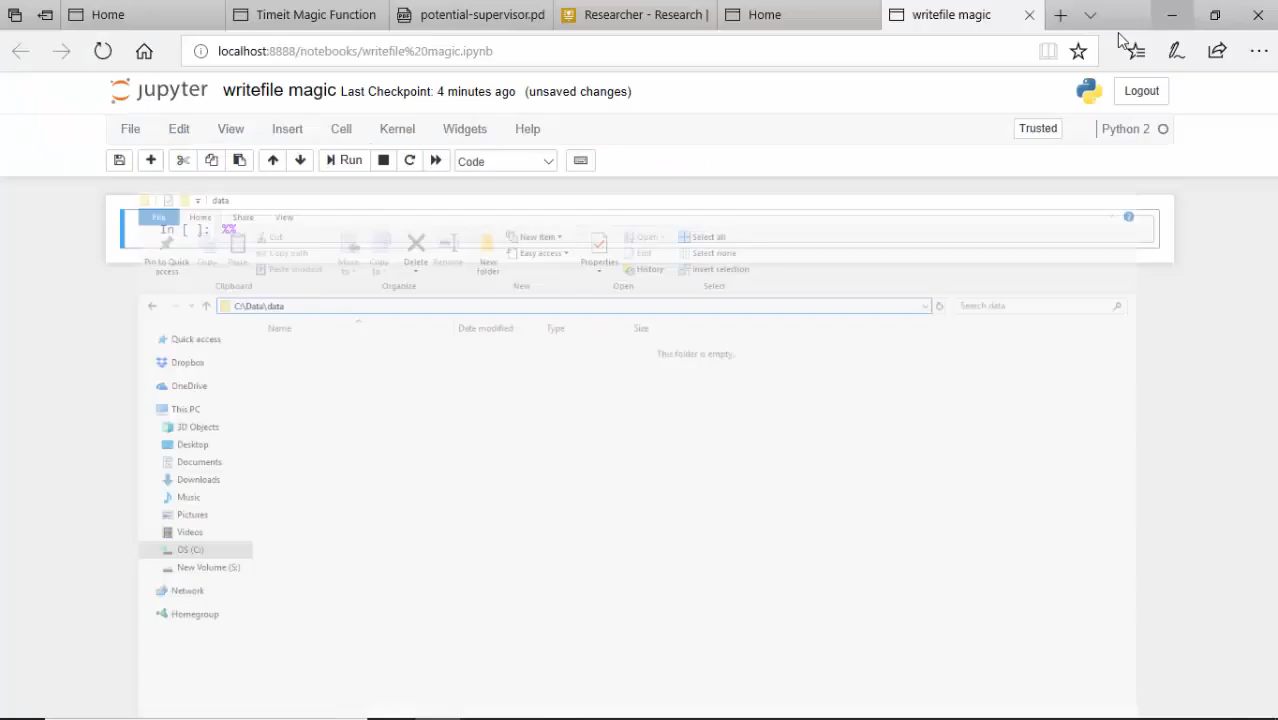 Home
Timeit Magic Function
potential-supervisor.pd
Researcher - Research |
Home
writefile magic
localhost:8888/notebooks/writefile%20magic.ipynb
jupyter writefile magic Last Checkpoint: 4 minutes ago (unsaved changes)
Logout
File Edit View Insert Cell Kernel Widgets Help
Trusted
Python 2
Run
Code
data
File Home Share View
In [ ]: %%
Pin to Quick access
Copy
Paste
Cut
Copy path
Paste shortcut
Move to
Copy to
Delete
Rename
New folder
New item
Easy access
Properties
Open
Edit
History
Select all
Select none
Invert selection
Clipboard Organize New Open Select
C:\Data\data
Search data
Name Date modified Type Size
This folder is empty.
Quick access
Dropbox
OneDrive
This PC
3D Objects
Desktop
Documents
Downloads
Music
Pictures
Videos
OS (C:)
New Volume (S:)
Network
Homegroup